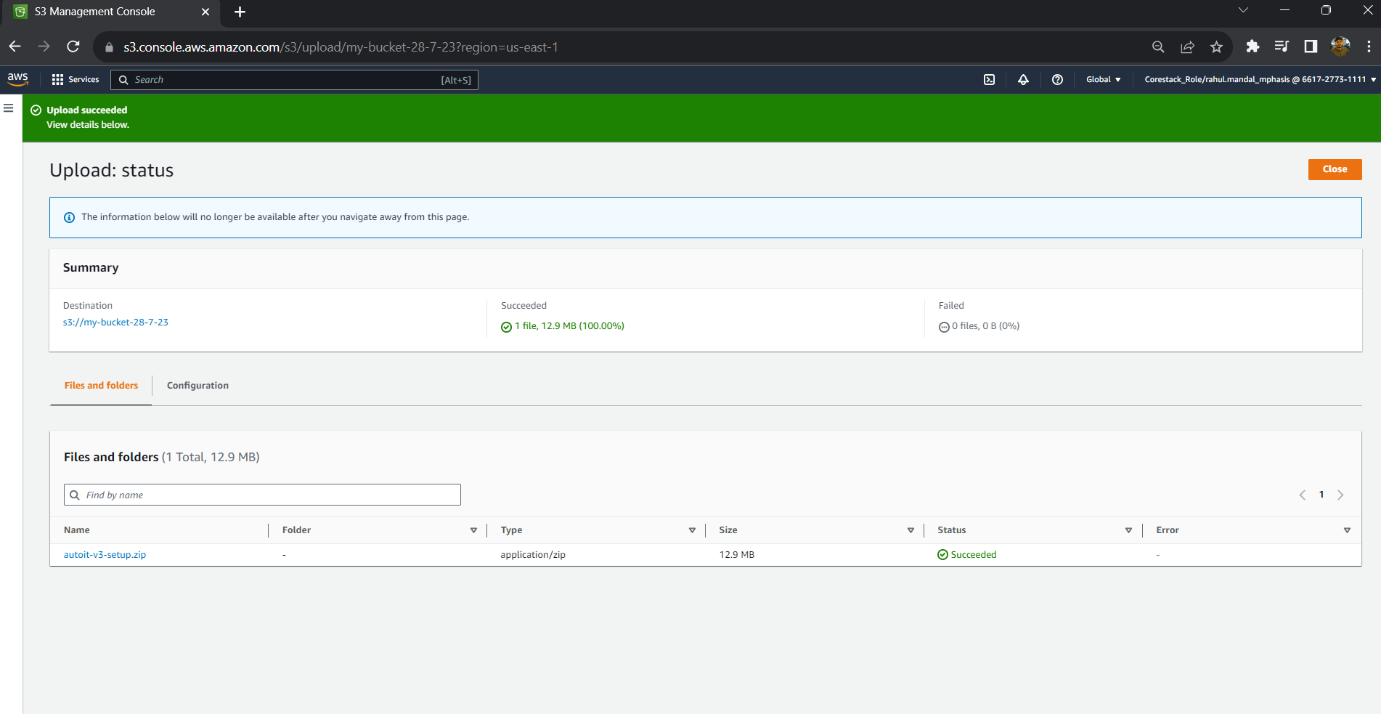 S3 Management Console
s3.console.aws.amazon.com/s3/upload/my-bucket-28-7-23?region=us-east-1
aws Services Search [Alt+S] Global Corestack_Role/rahul.mandal_mphasis @ 6617-2773-1111
Upload succeeded
View details below.
Upload: status Close
The information below will no longer be available after you navigate away from this page.
Summary
Destination Succeeded Failed
s3://my-bucket-28-7-23 1 file, 12.9 MB (100.00%) 0 files, 0 B (0%)
Files and folders Configuration
Files and folders (1 Total, 12.9 MB)
Find by name 1
Name Folder Type Size Status Error
autoit-v3-setup.zip - application/zip 12.9 MB Succeeded -